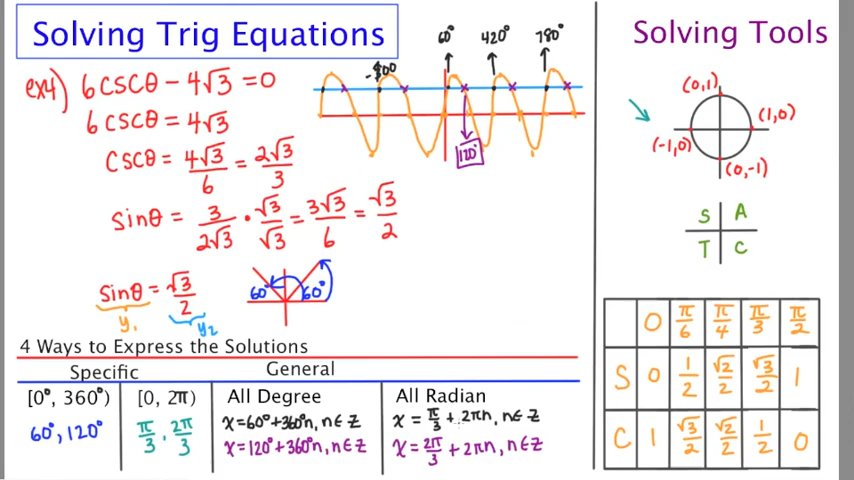 Solving Trig Equations
Solving Tools
ex4) 6cscθ - 4√3 = 0
6cscθ = 4√3
cscθ = 4√3/6 = 2√3/3
sinθ = 3/2√3 • √3/√3 = 3√3/6 = √3/2
sinθ = √3/2
y₁ y₂
60° 60°
60° 420° 780°
120°
(0,1)
(1,0)
(-1,0)
(0,-1)
S A
T C
0 π/6 π/4 π/3 π/2
S 0 1/2 √2/2 √3/2 1
C 1 √3/2 √2/2 1/2 0
4 Ways to Express the Solutions
Specific General
[0°, 360°) [0, 2π) All Degree All Radian
60°, 120° π/3, 2π/3 x=60°+360°n, n∈Z x = π/3 + 2πn, n∈Z
x=120°+360°n, n∈Z x = 2π/3 + 2πn, n∈Z